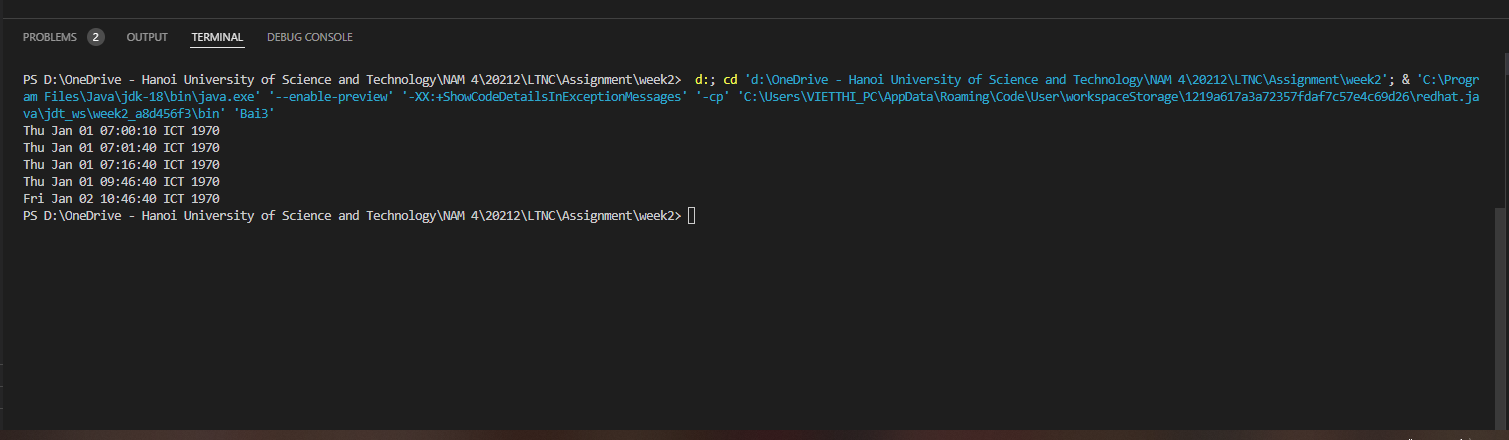 PROBLEMS 2 OUTPUT TERMINAL DEBUG CONSOLE
PS D:\OneDrive - Hanoi University of Science and Technology\NAM 4\20212\LTNC\Assignment\week2>  d:; cd 'd:\OneDrive - Hanoi University of Science and Technology\NAM 4\20212\LTNC\Assignment\week2'; & 'C:\Progr
am Files\Java\jdk-18\bin\java.exe' '--enable-preview' '-XX:+ShowCodeDetailsInExceptionMessages' '-cp' 'C:\Users\VIETTHI_PC\AppData\Roaming\Code\User\workspaceStorage\1219a617a3a72357fdaf7c57e4c69d26\redhat.ja
va\jdt_ws\week2_a8d456f3\bin' 'Bai3'
Thu Jan 01 07:00:10 ICT 1970
Thu Jan 01 07:01:40 ICT 1970
Thu Jan 01 07:16:40 ICT 1970
Thu Jan 01 09:46:40 ICT 1970
Fri Jan 02 10:46:40 ICT 1970
PS D:\OneDrive - Hanoi University of Science and Technology\NAM 4\20212\LTNC\Assignment\week2>